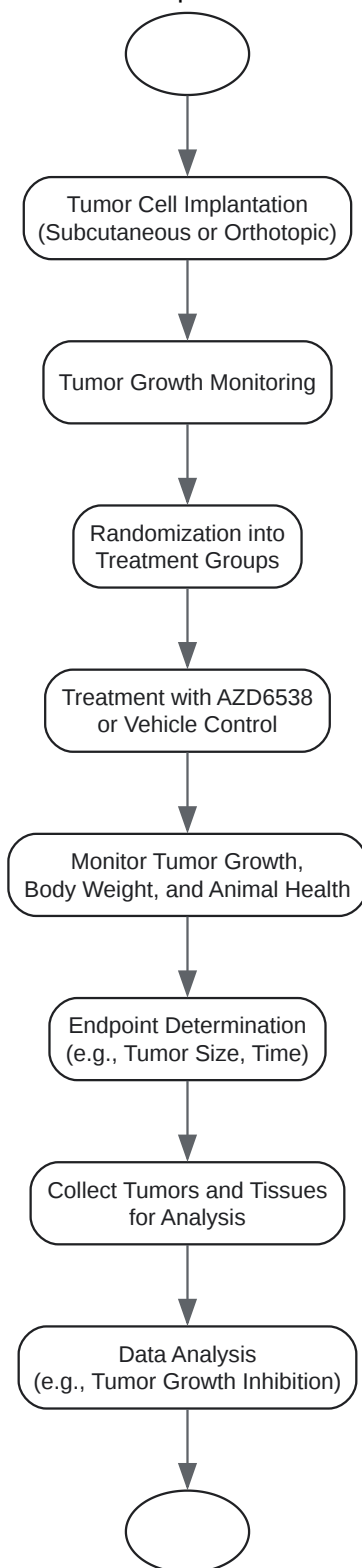 Tumor Cell Implantation
(Subcutaneous or Orthotopic)
Tumor Growth Monitoring
Randomization into
Treatment Groups
Treatment with AZD6538
or Vehicle Control
Monitor Tumor Growth,
Body Weight, and Animal Health
Endpoint Determination
(e.g., Tumor Size, Time)
Collect Tumors and Tissues
for Analysis
Data Analysis
(e.g., Tumor Growth Inhibition)